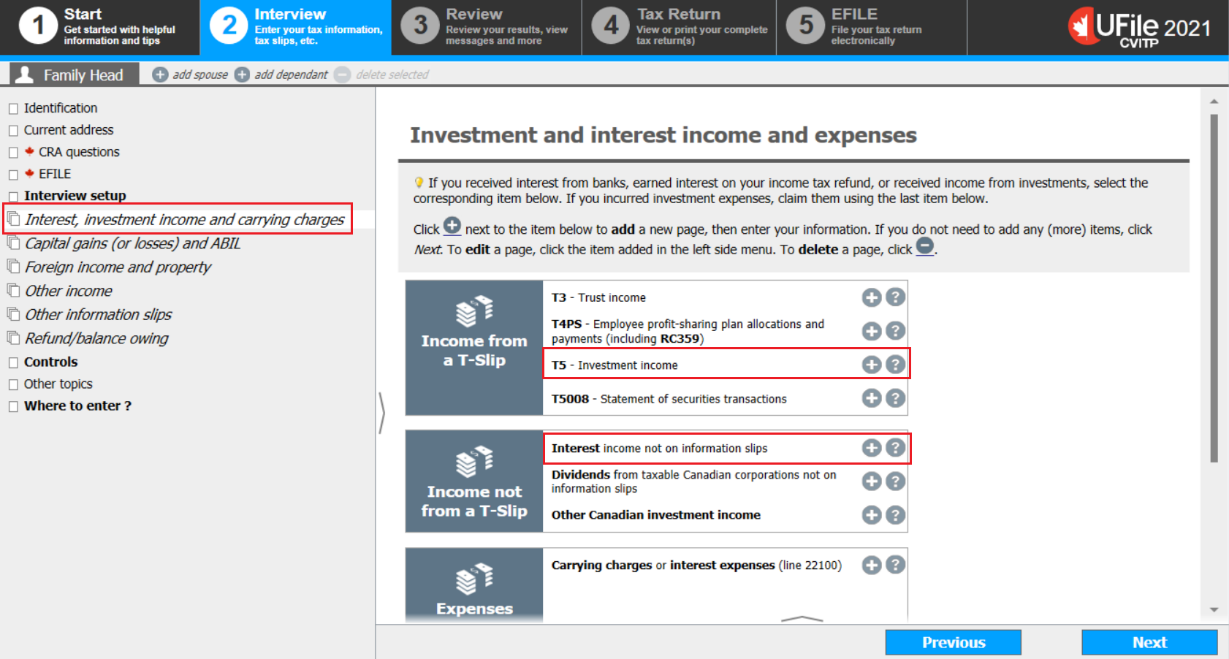 1
Start
Get started with helpful
information and tips
2
Interview
Enter your tax information,
tax slips, etc.
3
Review
Review your results, view
messages and more
4
Tax Return
View or print your complete
tax return(s)
5
EFILE
File your tax return
electronically
UFile 2021
CVITP
Family Head
+ add spouse + add dependant − delete selected
Identification
Current address
CRA questions
EFILE
Interview setup
Interest, investment income and carrying charges
Capital gains (or losses) and ABIL
Foreign income and property
Other income
Other information slips
Refund/balance owing
Controls
Other topics
Where to enter ?
Investment and interest income and expenses
If you received interest from banks, earned interest on your income tax refund, or received income from investments, select the
corresponding item below. If you incurred investment expenses, claim them using the last item below.
Click + next to the item below to add a new page, then enter your information. If you do not need to add any (more) items, click
Next. To edit a page, click the item added in the left side menu. To delete a page, click −.
Income from
a T-Slip
T3 - Trust income + ?
T4PS - Employee profit-sharing plan allocations and
payments (including RC359) + ?
T5 - Investment income + ?
T5008 - Statement of securities transactions + ?
Income not
from a T-Slip
Interest income not on information slips + ?
Dividends from taxable Canadian corporations not on
information slips + ?
Other Canadian investment income + ?
Expenses
Carrying charges or interest expenses (line 22100) + ?
Previous
Next